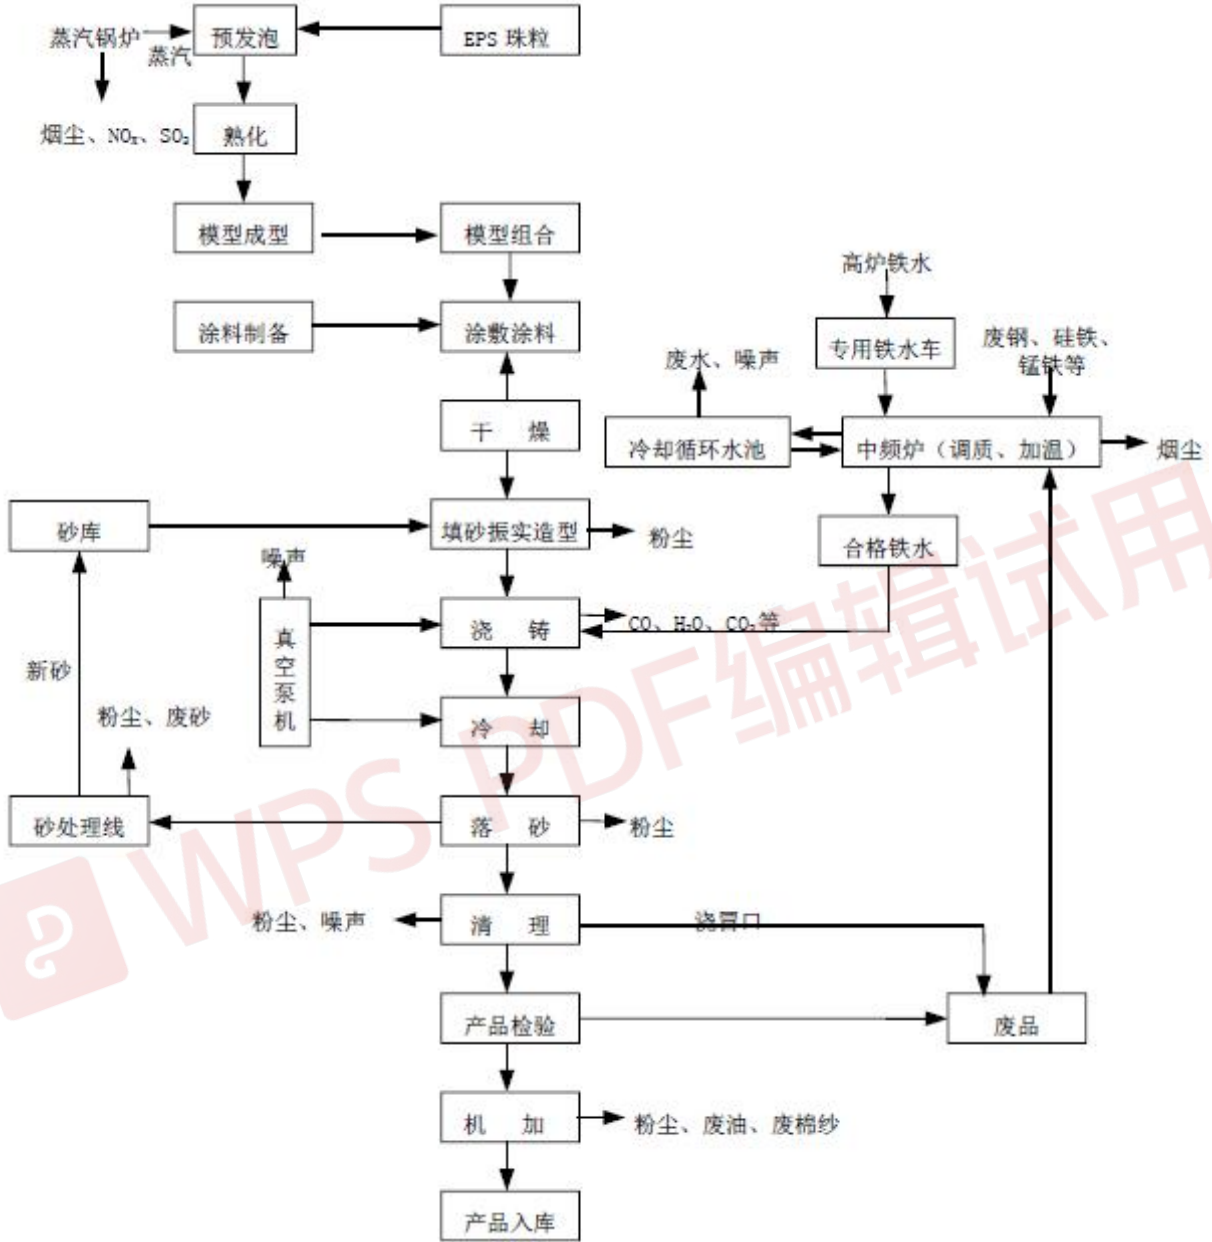 蒸汽锅炉
蒸汽
预发泡
EPS 珠粒
烟尘、NOx、SO2
熟化
模型成型
模型组合
高炉铁水
涂料制备
涂敷涂料
专用铁水车
废钢、硅铁、
锰铁等
废水、噪声
干 燥
冷却循环水池
中频炉（调质、加温）
烟尘
砂库
填砂振实造型
粉尘
合格铁水
噪声
真空泵机
浇 铸
CO、H2O、CO2等
新砂
粉尘、废砂
冷 却
砂处理线
落 砂
粉尘
粉尘、噪声
清 理
浇冒口
产品检验
废品
机 加
粉尘、废油、废棉纱
产品入库
WPS PDF编辑试用